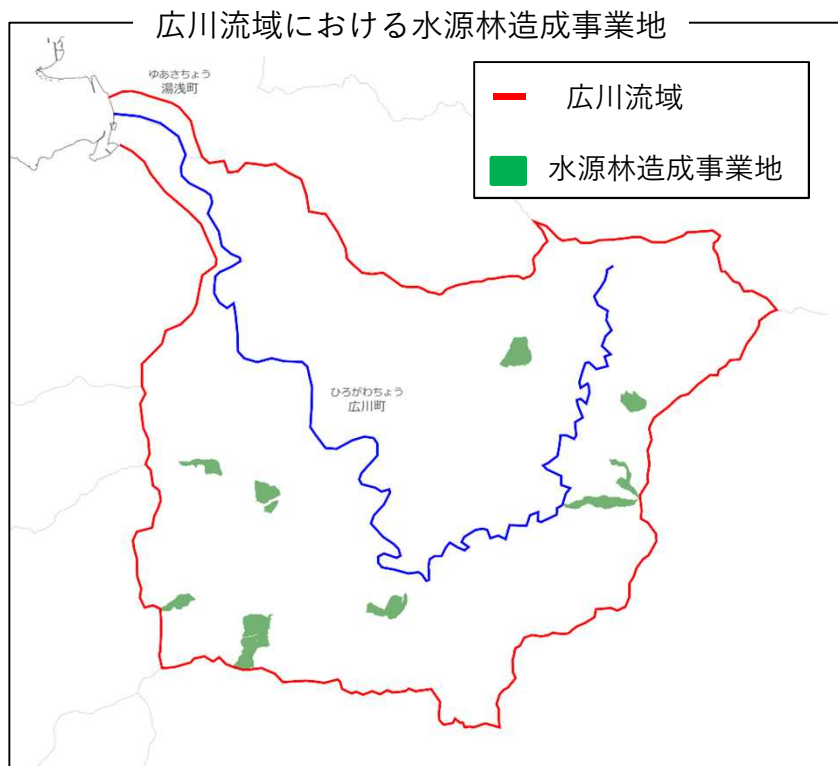 広川流域における水源林造成事業地
ゆあさちょう
湯浅町
広川流域
水源林造成事業地
ひろがわちょう
広川町